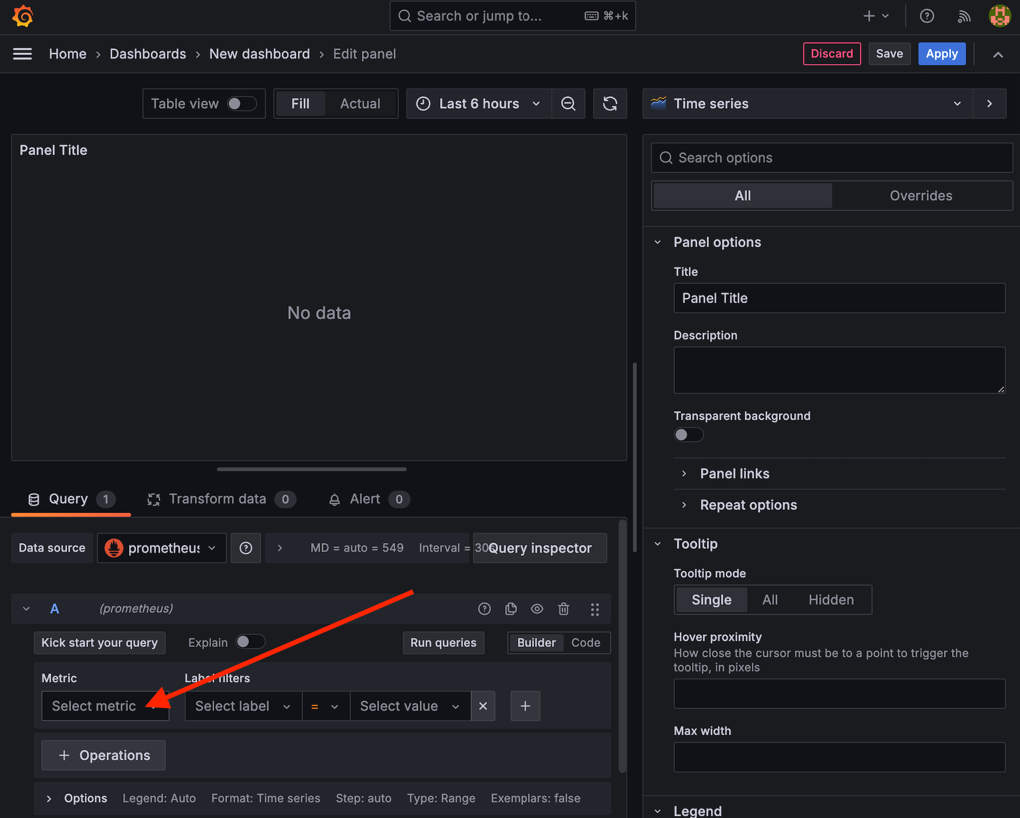 Search or jump to... ⌘+k
Home › Dashboards › New dashboard › Edit panel Discard Save Apply
Table view Fill Actual Last 6 hours Time series
Panel Title
No data
Query 1 Transform data 0 Alert 0
Data source prometheus MD = auto = 549 Interval = 30 Query inspector
A (prometheus)
Kick start your query Explain Run queries Builder Code
Metric Label filters
Select metric Select label = Select value
+ Operations
Options Legend: Auto Format: Time series Step: auto Type: Range Exemplars: false
Search options
All Overrides
Panel options
Title
Panel Title
Description
Transparent background
Panel links
Repeat options
Tooltip
Tooltip mode
Single All Hidden
Hover proximity
How close the cursor must be to a point to trigger the
tooltip, in pixels
Max width
Legend